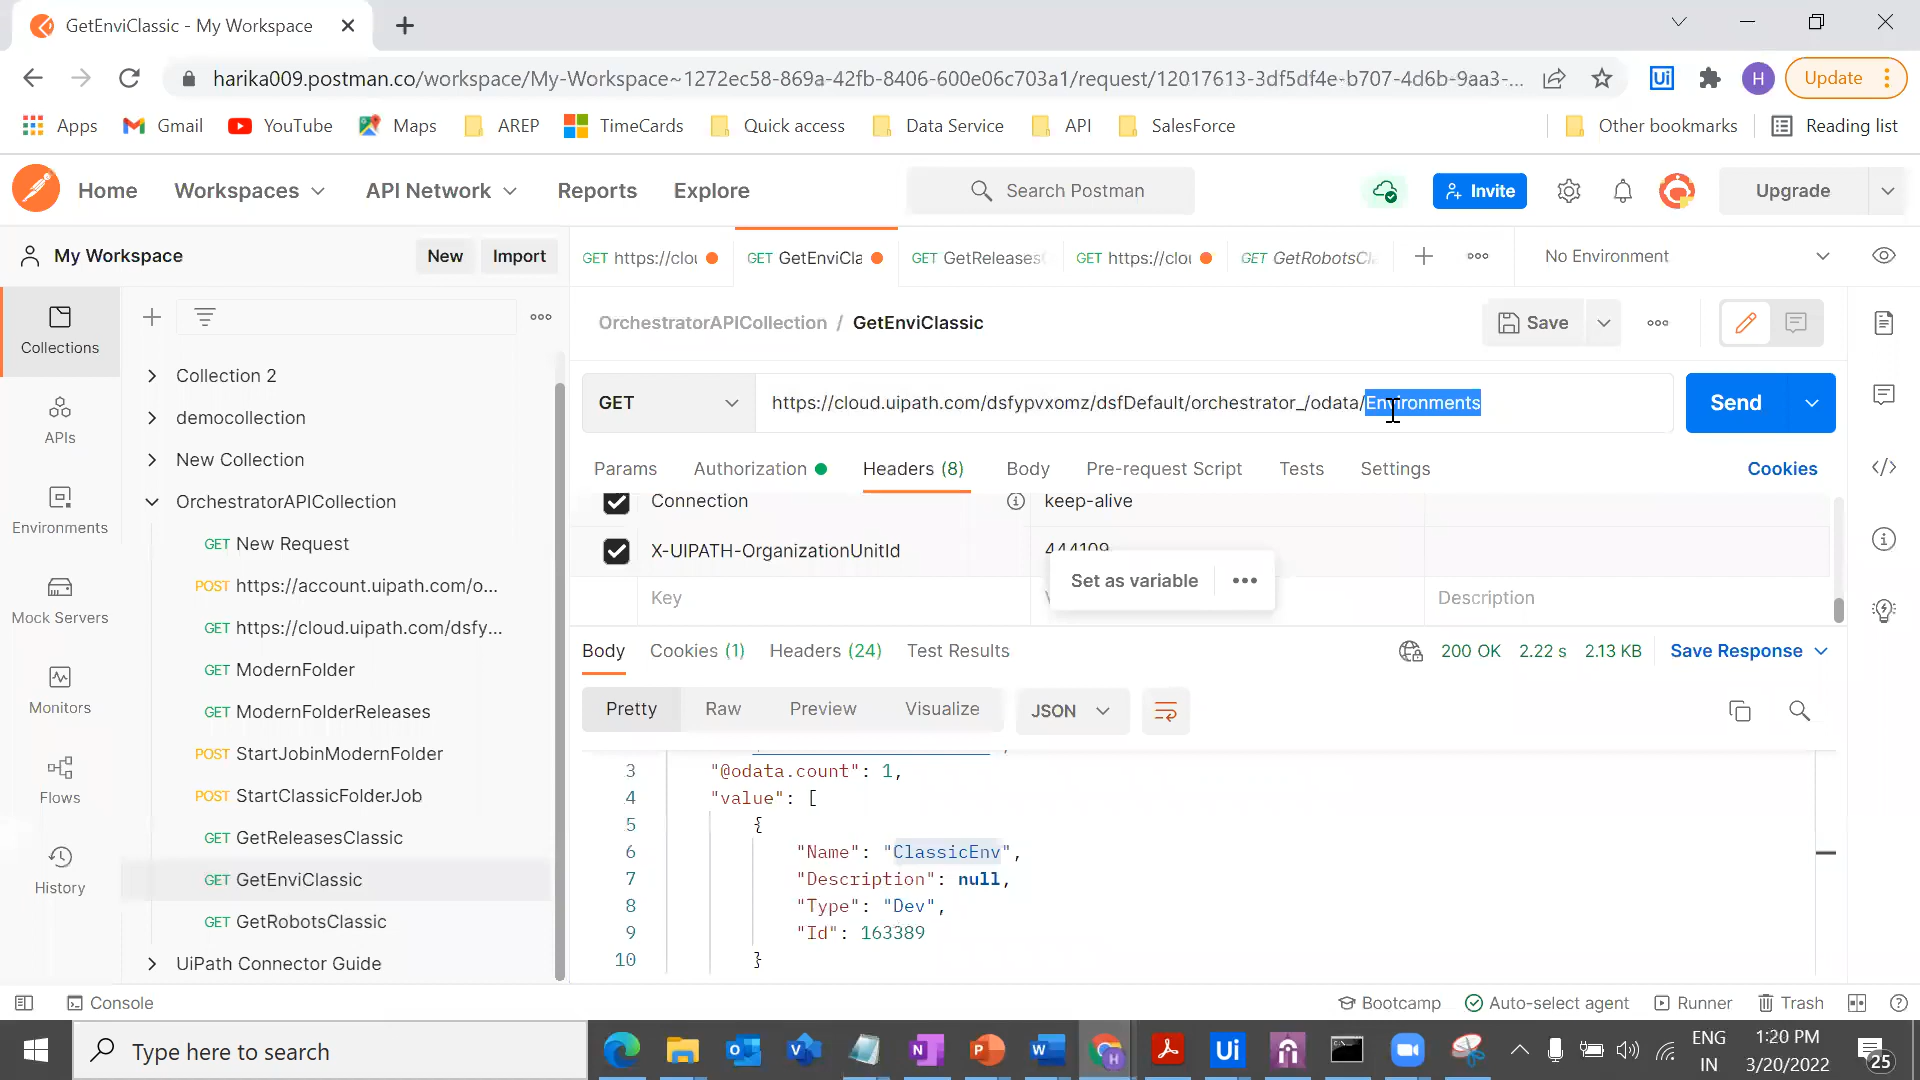 GetEnviClassic - My Workspace
harika009.postman.co/workspace/My-Workspace~1272ec58-869a-42fb-8406-600e06c703a1/request/12017613-3df5df4e-b707-4d6b-9aa3-...
Ui
H
Update
Apps
Gmail
YouTube
Maps
AREP
TimeCards
Quick access
Data Service
API
SalesForce
Other bookmarks
Reading list
Home
Workspaces
API Network
Reports
Explore
Search Postman
Invite
Upgrade
My Workspace
New
Import
GET https://clou
GET GetEnviCla
GET GetReleases
GET https://clou
GET GetRobotsCl
No Environment
Collections
APIs
Environments
Mock Servers
Monitors
Flows
History
Collection 2
democollection
New Collection
OrchestratorAPICollection
GET New Request
POST https://account.uipath.com/o...
GET https://cloud.uipath.com/dsfy...
GET ModernFolder
GET ModernFolderReleases
POST StartJobinModernFolder
POST StartClassicFolderJob
GET GetReleasesClassic
GET GetEnviClassic
GET GetRobotsClassic
UiPath Connector Guide
OrchestratorAPICollection / GetEnviClassic
Save
GET
https://cloud.uipath.com/dsfypvxomz/dsfDefault/orchestrator_/odata/Environments
Send
Params
Authorization
Headers (8)
Body
Pre-request Script
Tests
Settings
Cookies
Connection
keep-alive
X-UIPATH-OrganizationUnitId
444109
Set as variable
Key
Description
Body
Cookies (1)
Headers (24)
Test Results
200 OK
2.22 s
2.13 KB
Save Response
Pretty
Raw
Preview
Visualize
JSON
3 "@odata.count": 1,
4 "value": [
5 {
6 "Name": "ClassicEnv",
7 "Description": null,
8 "Type": "Dev",
9 "Id": 163389
10 }
Console
Bootcamp
Auto-select agent
Runner
Trash
Type here to search
Ui
ENG
IN
1:20 PM
3/20/2022
25